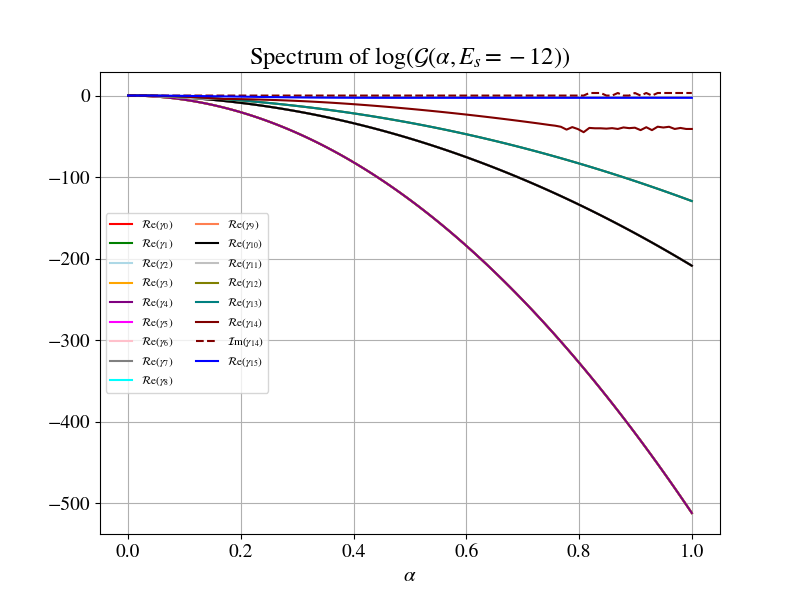 Spectrum of log(𝒢(α, E_s = −12))
0
−100
−200
−300
−400
−500
ℛe(γ₀)
ℛe(γ₁)
ℛe(γ₂)
ℛe(γ₃)
ℛe(γ₄)
ℛe(γ₅)
ℛe(γ₆)
ℛe(γ₇)
ℛe(γ₈)
ℛe(γ₉)
ℛe(γ₁₀)
ℛe(γ₁₁)
ℛe(γ₁₂)
ℛe(γ₁₃)
ℛe(γ₁₄)
ℐm(γ₁₄)
ℛe(γ₁₅)
0.0 0.2 0.4 0.6 0.8 1.0
α